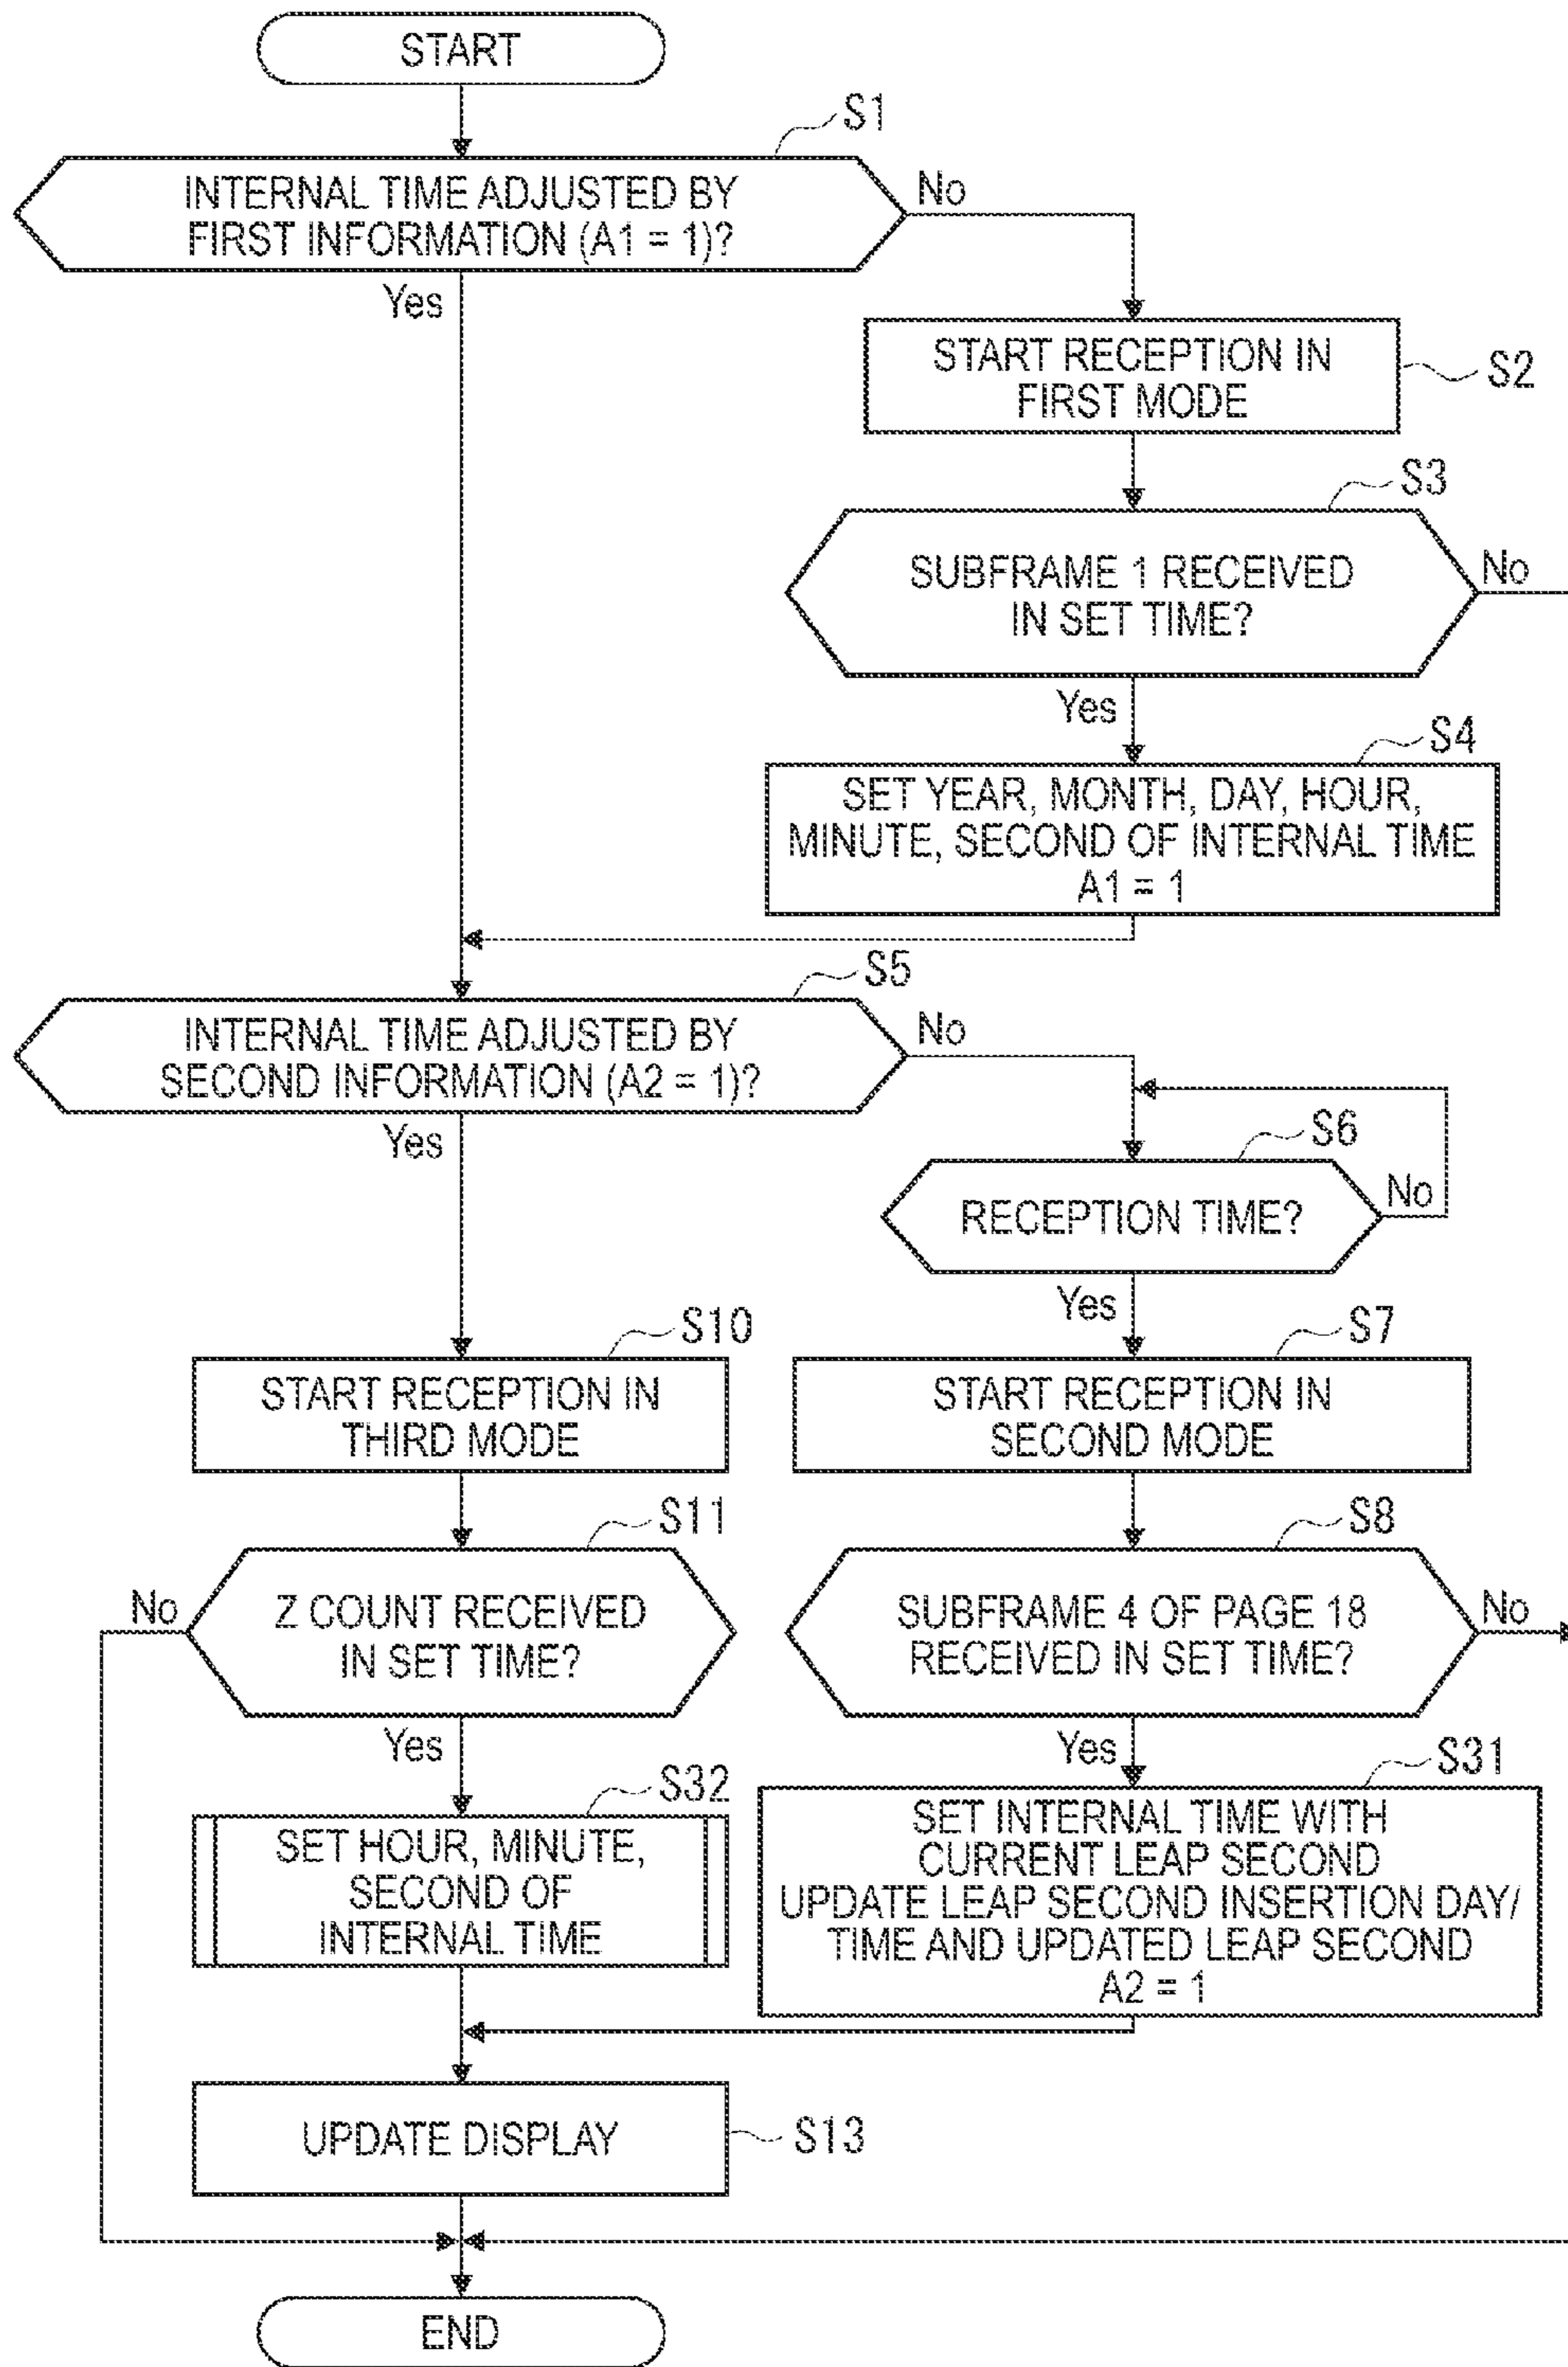 START
S1
INTERNAL TIME ADJUSTED BY
FIRST INFORMATION (A1 = 1)?
No
Yes
START RECEPTION IN
FIRST MODE
S2
S3
SUBFRAME 1 RECEIVED
IN SET TIME?
No
Yes
S4
SET YEAR, MONTH, DAY, HOUR,
MINUTE, SECOND OF INTERNAL TIME
A1 = 1
S5
INTERNAL TIME ADJUSTED BY
SECOND INFORMATION (A2 = 1)?
No
Yes
S6
RECEPTION TIME?
No
Yes
S10
START RECEPTION IN
THIRD MODE
S7
START RECEPTION IN
SECOND MODE
S11
Z COUNT RECEIVED
IN SET TIME?
No
Yes
S8
SUBFRAME 4 OF PAGE 18
RECEIVED IN SET TIME?
No
Yes
S32
SET HOUR, MINUTE,
SECOND OF
INTERNAL TIME
S31
SET INTERNAL TIME WITH
CURRENT LEAP SECOND
UPDATE LEAP SECOND INSERTION DAY/
TIME AND UPDATED LEAP SECOND
A2 = 1
UPDATE DISPLAY
S13
END